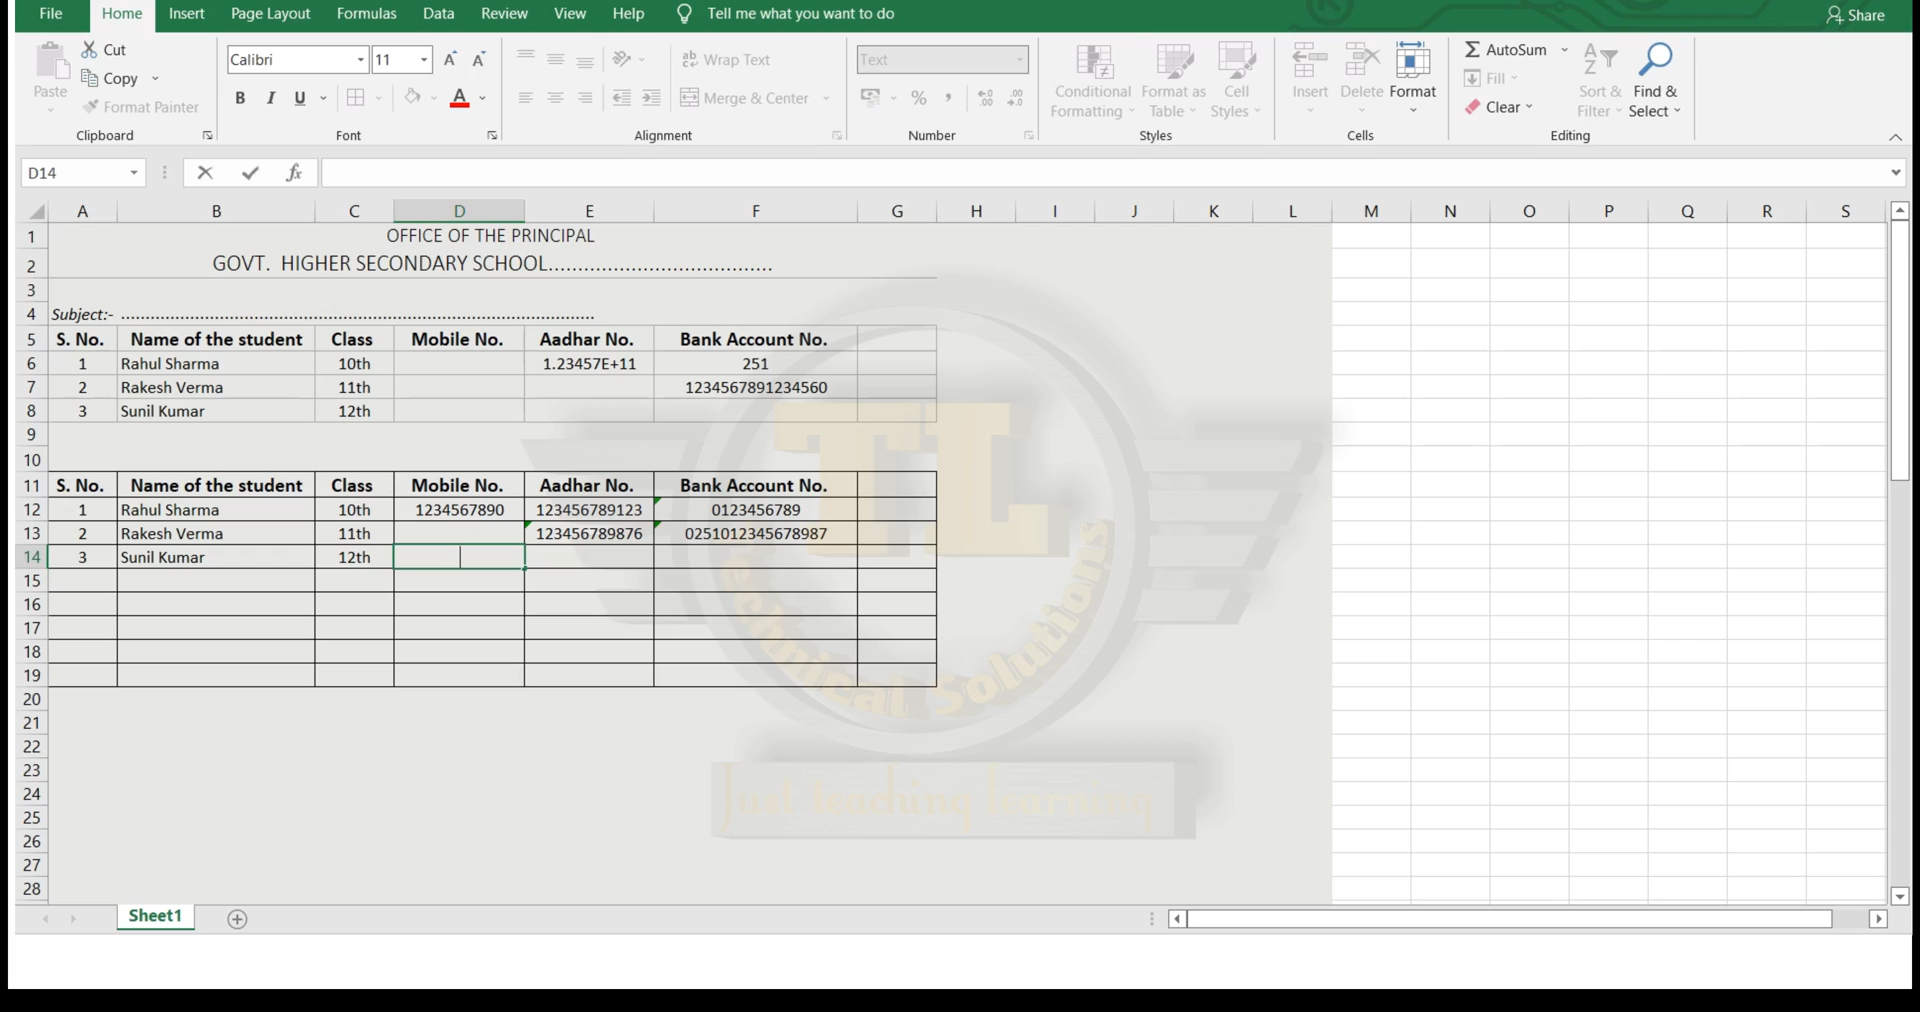 File Home Insert Page Layout Formulas Data Review View Help Tell me what you want to do Share
Paste Cut Copy Format Painter Clipboard
Calibri 11 B I U A Font
Wrap Text Merge & Center Alignment
Text % , Number
Conditional Formatting Format as Table Cell Styles Styles
Insert Delete Format Cells
AutoSum Fill Clear Sort & Filter Find & Select Editing
D14 fx
A B C D E F G H I J K L M N O P Q R S
1 OFFICE OF THE PRINCIPAL
2 GOVT. HIGHER SECONDARY SCHOOL.....................................
3
4 Subject:- ................................................................................................
5 S. No. Name of the student Class Mobile No. Aadhar No. Bank Account No.
6 1 Rahul Sharma 10th 1.23457E+11 251
7 2 Rakesh Verma 11th 1234567891234560
8 3 Sunil Kumar 12th
9
10
11 S. No. Name of the student Class Mobile No. Aadhar No. Bank Account No.
12 1 Rahul Sharma 10th 1234567890 123456789123 0123456789
13 2 Rakesh Verma 11th 123456789876 0251012345678987
14 3 Sunil Kumar 12th
15
16
17
18
19
20
21
22
23
24
25
26
27
28
TL
Technical Solutions
Just teaching learning
Sheet1